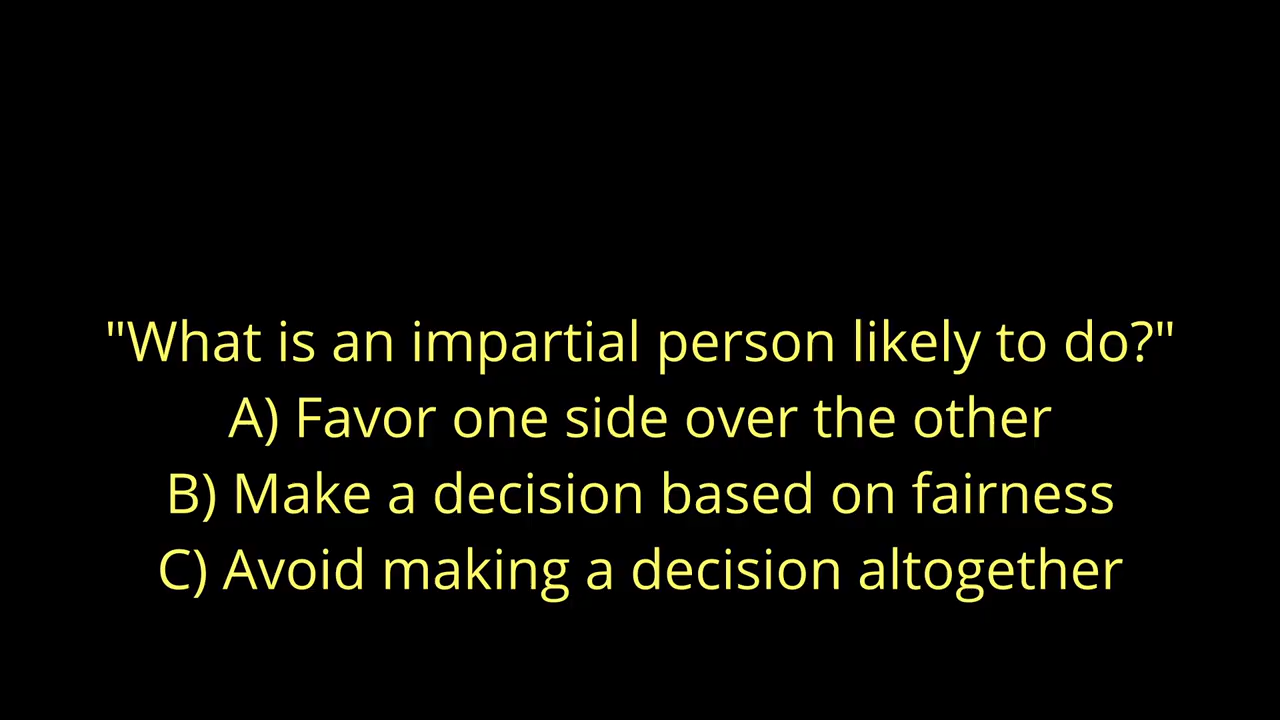 "What is an impartial person likely to do?"
A) Favor one side over the other
B) Make a decision based on fairness
C) Avoid making a decision altogether